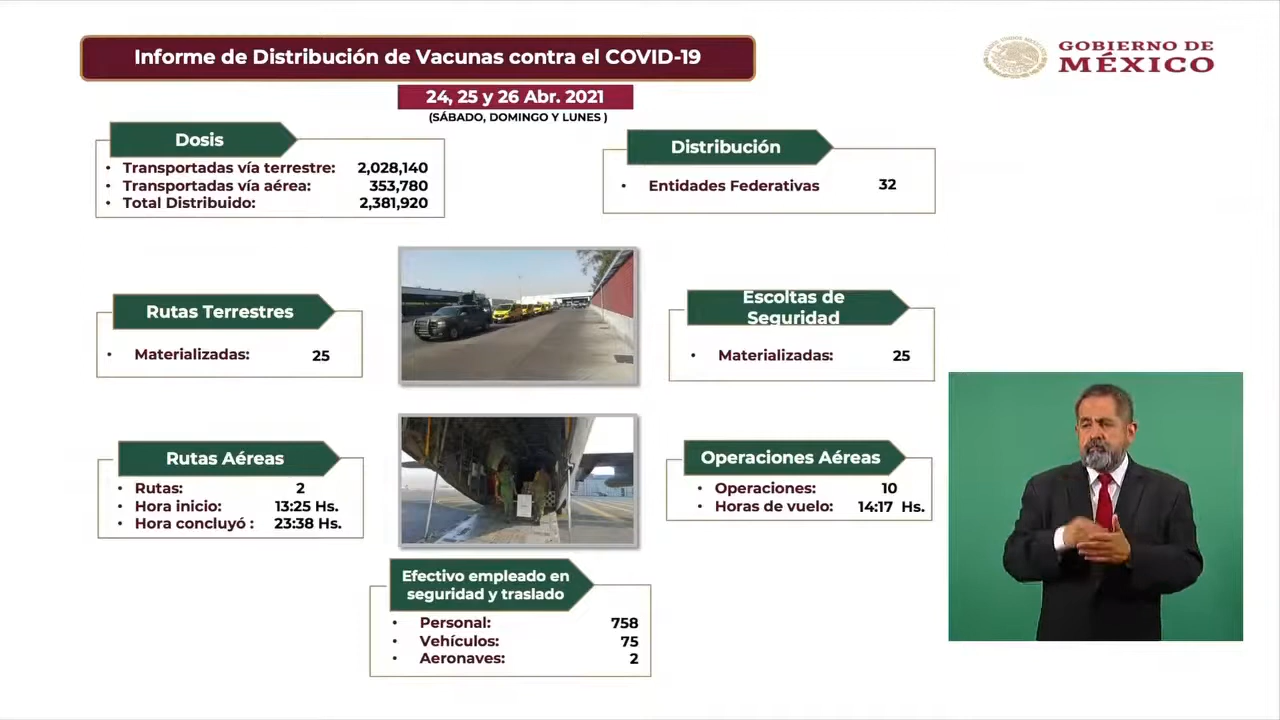 Informe de Distribución de Vacunas contra el COVID-19
GOBIERNO DE
MÉXICO
24, 25 y 26 Abr. 2021
(SÁBADO, DOMINGO Y LUNES )
Dosis
• Transportadas vía terrestre: 2,028,140
• Transportadas vía aérea: 353,780
• Total Distribuido: 2,381,920
Distribución
• Entidades Federativas 32
Rutas Terrestres
• Materializadas: 25
Escoltas de
Seguridad
• Materializadas: 25
Rutas Aéreas
• Rutas: 2
• Hora inicio: 13:25 Hs.
• Hora concluyó : 23:38 Hs.
Operaciones Aéreas
• Operaciones: 10
• Horas de vuelo: 14:17 Hs.
Efectivo empleado en
seguridad y traslado
• Personal: 758
• Vehículos: 75
• Aeronaves: 2